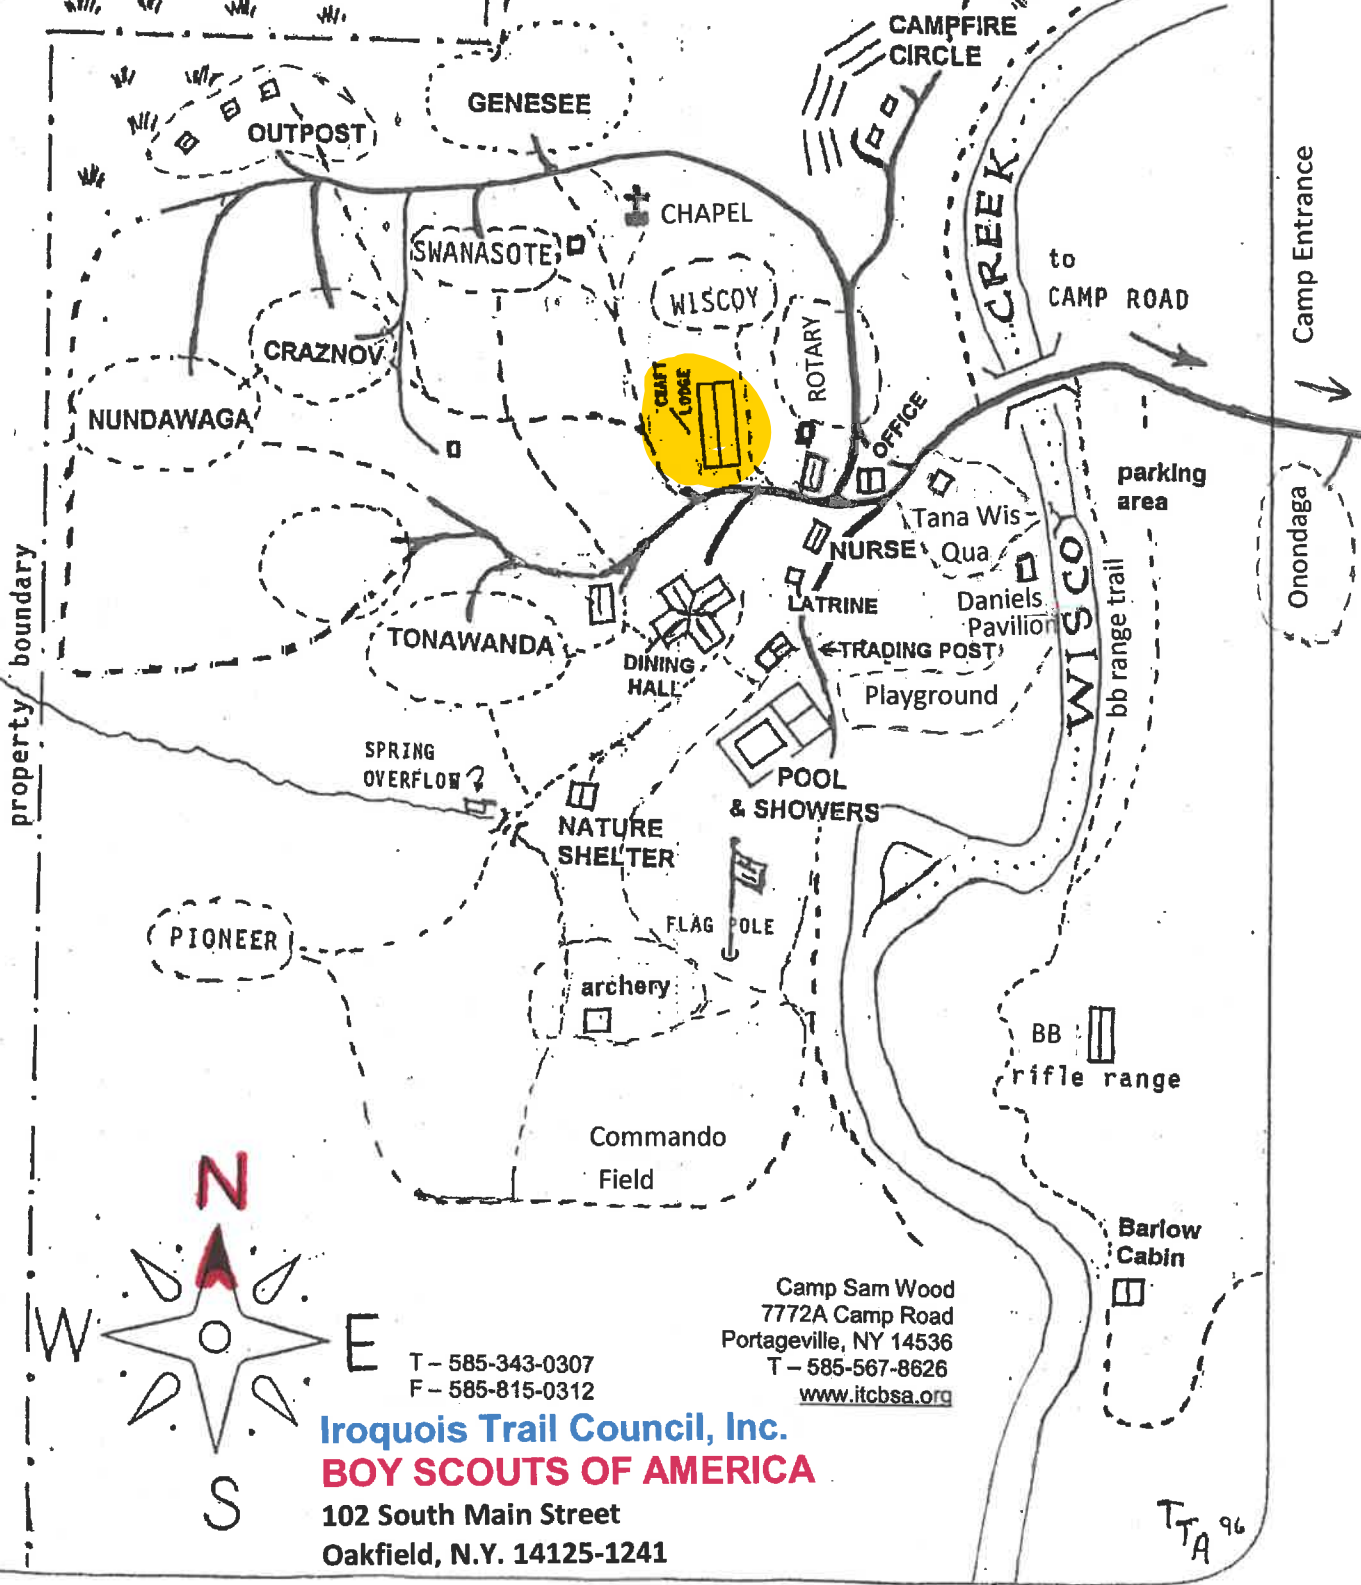 CAMPFIRE
CIRCLE
GENESEE
OUTPOST
CHAPEL
SWANASOTE
WISCOY
ROTARY
CREEK
to
CAMP ROAD
Camp Entrance
CRAZNOV
NUNDAWAGA
CRAFT
LODGE
OFFICE
parking
area
Onondaga
Tana Wis
Qua
NURSE
LATRINE
Daniels
Pavilion
WISCO
bb range trail
TONAWANDA
DINING
HALL
TRADING POST
Playground
property boundary
SPRING
OVERFLOW
POOL
& SHOWERS
NATURE
SHELTER
FLAG POLE
PIONEER
archery
BB
rifle range
Commando
Field
Barlow
Cabin
N
W
E
S
Camp Sam Wood
7772A Camp Road
Portageville, NY 14536
T – 585-567-8626
www.itcbsa.org
T – 585-343-0307
F – 585-815-0312
Iroquois Trail Council, Inc.
BOY SCOUTS OF AMERICA
102 South Main Street
Oakfield, N.Y. 14125-1241
TTA 96